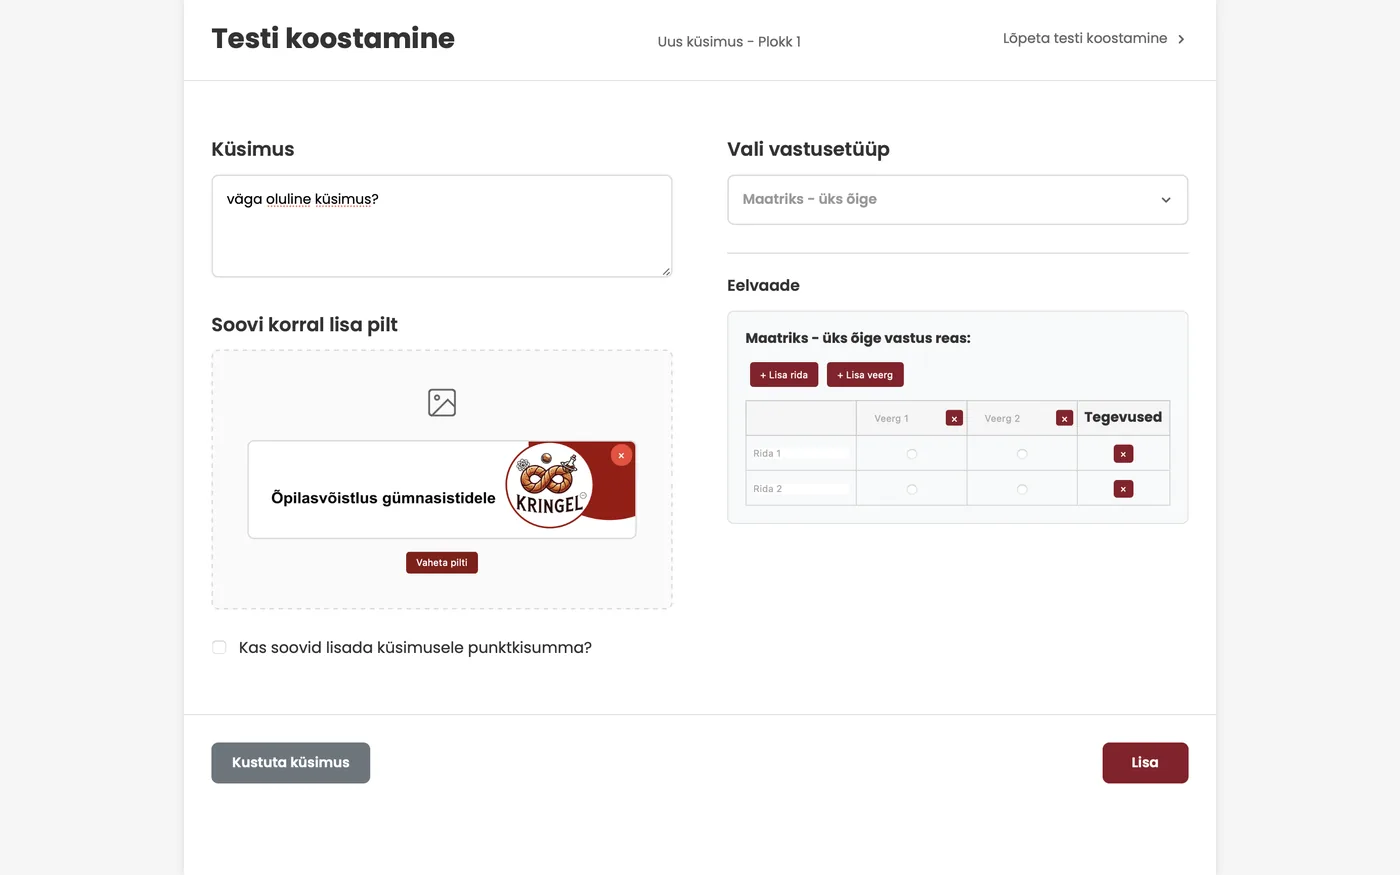 Testi koostamine
Uus küsimus - Plokk 1
Lõpeta testi koostamine
Küsimus
väga oluline küsimus?
Soovi korral lisa pilt
Õpilasvõistlus gümnasistidele
KRINGEL
Vaheta pilti
Kas soovid lisada küsimusele punktkisumma?
Vali vastusetüüp
Maatriks - üks õige
Eelvaade
Maatriks - üks õige vastus reas:
+ Lisa rida
+ Lisa veerg
Veerg 1 x Veerg 2 x Tegevused
Rida 1 x
Rida 2 x
Kustuta küsimus
Lisa